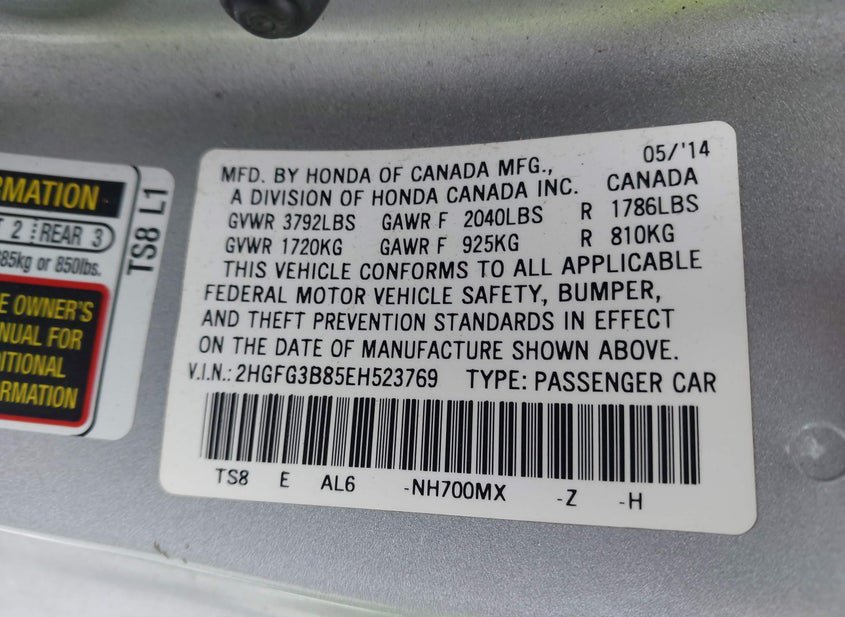 RMATION
T 2 REAR 3
885kg or 850lbs.
E OWNER'S
NUAL FOR
DITIONAL
ORMATION
TS8 L1
MFD. BY HONDA OF CANADA MFG., 05/'14
A DIVISION OF HONDA CANADA INC. CANADA
GVWR 3792LBS GAWR F 2040LBS R 1786LBS
GVWR 1720KG GAWR F 925KG R 810KG
THIS VEHICLE CONFORMS TO ALL APPLICABLE
FEDERAL MOTOR VEHICLE SAFETY, BUMPER,
AND THEFT PREVENTION STANDARDS IN EFFECT
ON THE DATE OF MANUFACTURE SHOWN ABOVE.
V.I.N.: 2HGFG3B85EH523769 TYPE: PASSENGER CAR
TS8 E AL6 -NH700MX -Z -H